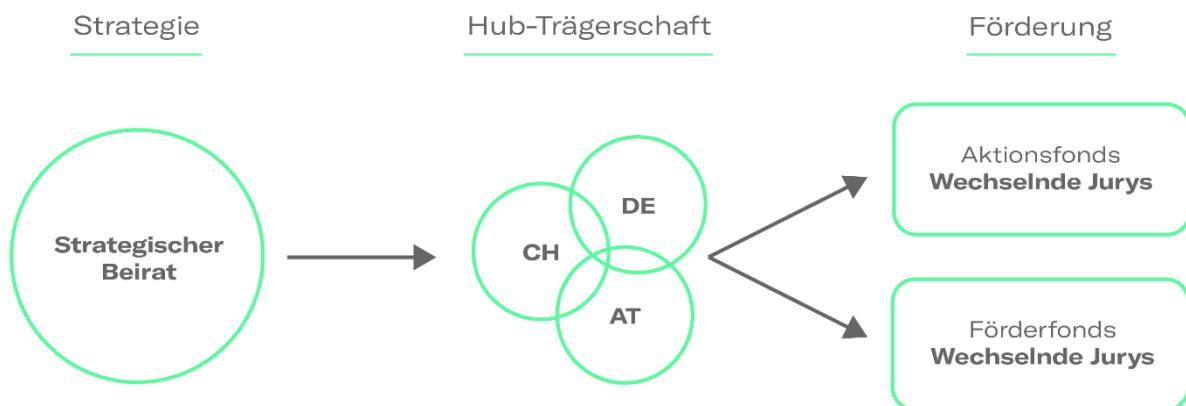 Strategie
Hub-Trägerschaft
Förderung
Strategischer
Beirat
CH
DE
AT
Aktionsfonds
Wechselnde Jurys
Förderfonds
Wechselnde Jurys